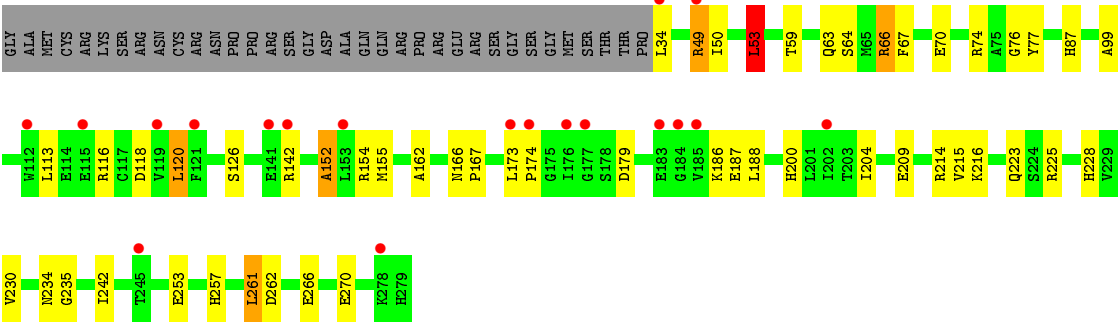 GLY ALA MET CYS ARG LYS SER ARG ASN CYS ARG ASN PRO PRO ARG SER GLY ASP ALA GLN GLN ARG PRO ARG GLU ARG SER GLY SER GLY MET SER THR THR PRO L34 R49 I50 L53 T59 Q63 S64 M65 R66 F67 E70 R74 A75 G76 Y77 H87 A99
W112 L113 E114 E115 R116 C117 D118 V119 L120 F121 S126 E141 R142 A152 L153 R154 M155 A162 N166 P167 L173 P174 G175 I176 G177 S178 D179 E183 G184 V185 K186 E187 L188 H200 L201 I202 T203 I204 E209 R214 V215 K216 Q223 S224 R225 H228 V229
V230 N234 G235 I242 T245 E253 H257 L261 D262 E266 E270 K278 H279